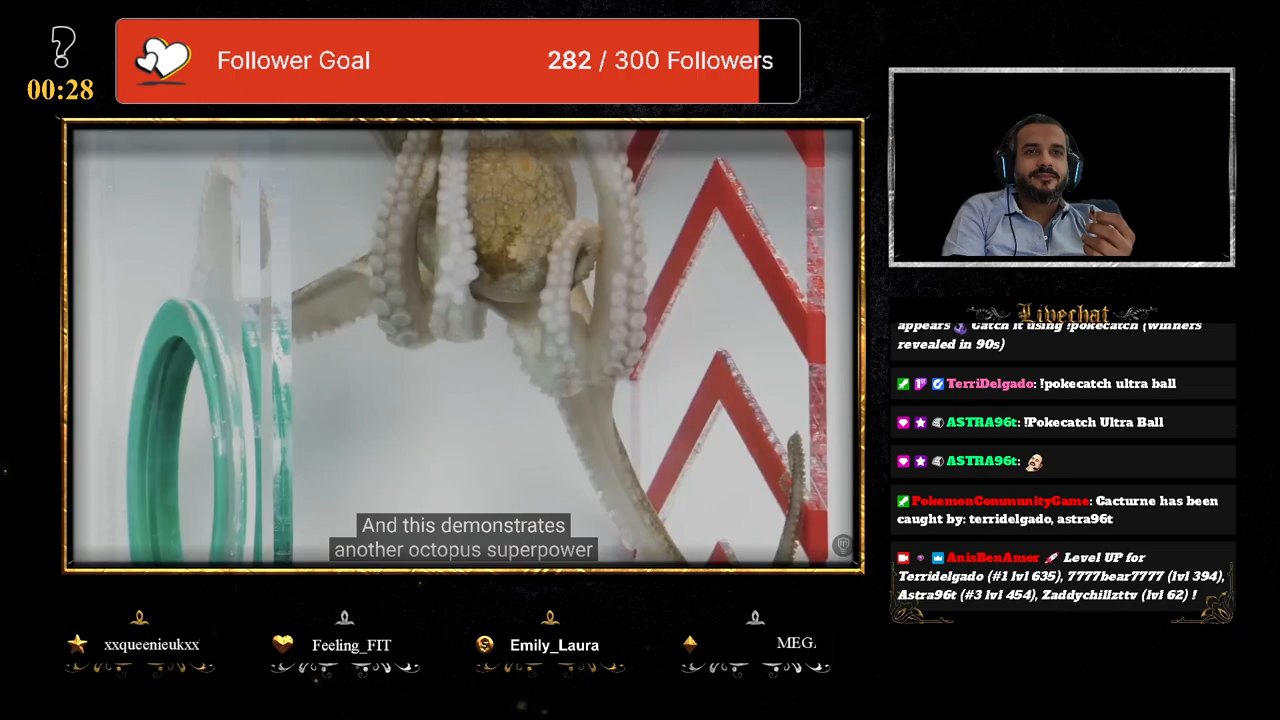 Follower Goal
282 / 300 Followers
00:28
And this demonstrates
another octopus superpower
Livechat
appears Catch it using !pokecatch (winners
revealed in 90s)
TerriDelgado: !pokecatch ultra ball
ASTRA96t: !Pokecatch Ultra Ball
ASTRA96t:
PokemonCommunityGame: Cacturne has been
caught by: terridelgado, astra96t
AnisBenAmor Level UP for
Terridelgado (#1 lvl 635), 7777bear7777 (lvl 394),
Astra96t (#3 lvl 454), Zaddychillzttv (lvl 62) !
xxqueenieukxx
Feeling_FIT
Emily_Laura
MEG.